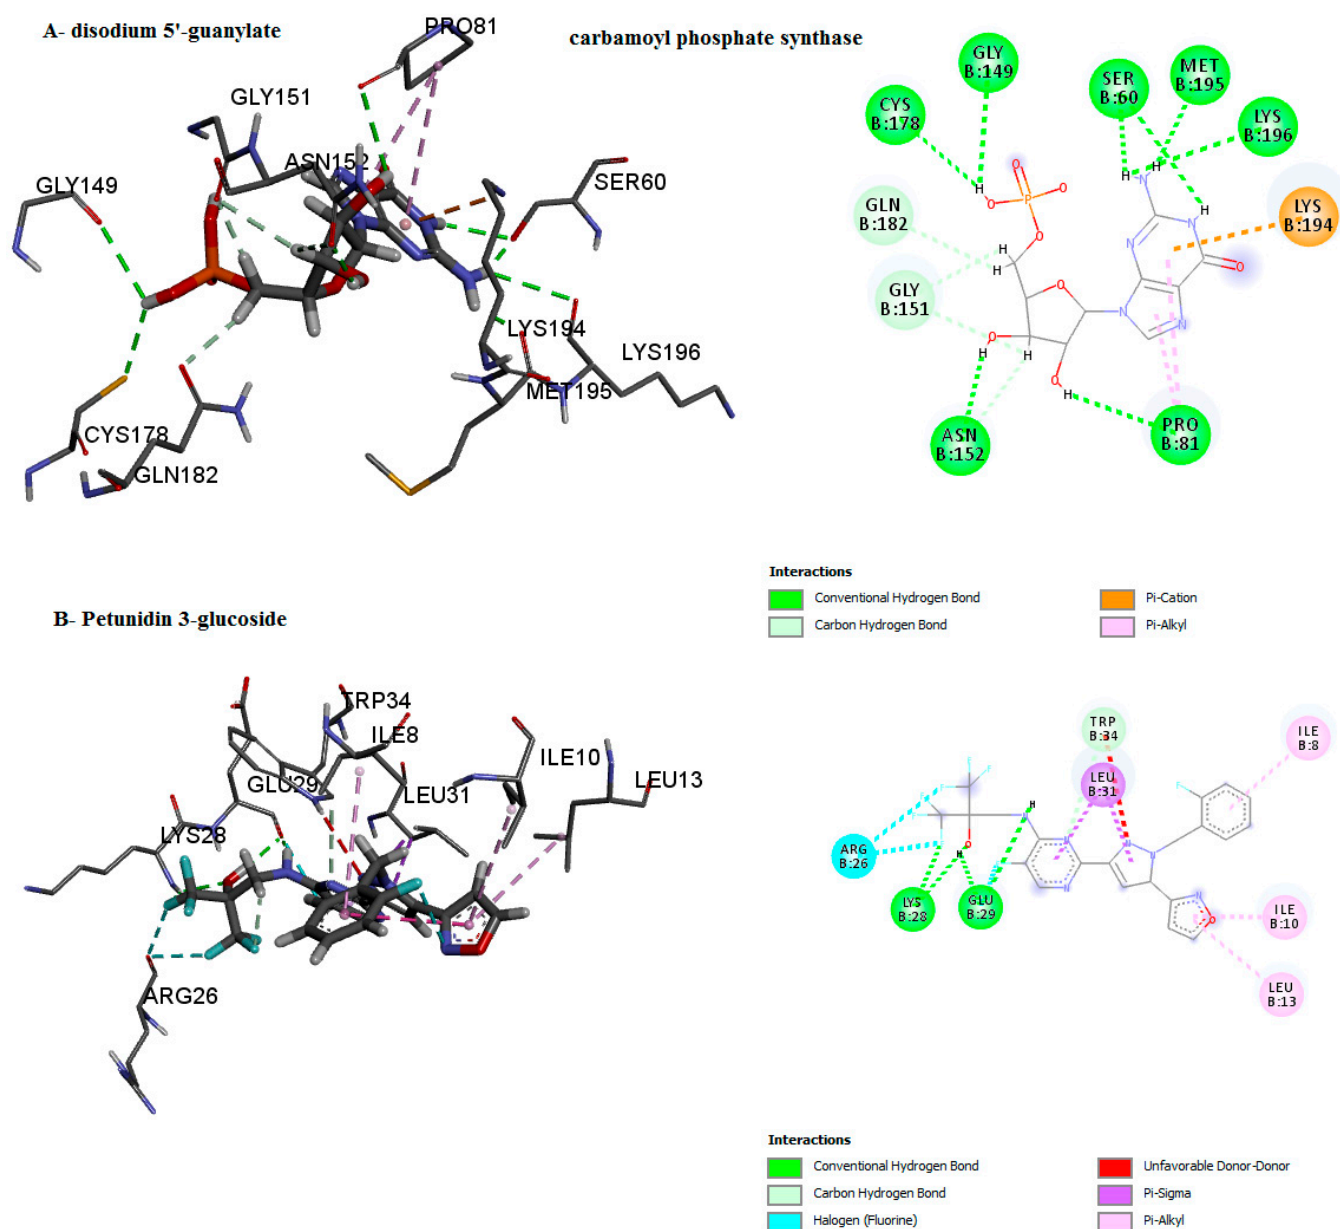 A- disodium 5'-guanylate
carbamoyl phosphate synthase
PRO81
GLY151
ASN152
GLY149
SER60
LYS194
LYS196
MET195
CYS178
GLN182
GLY
B:149
CYS
B:178
SER
B:60
MET
B:195
LYS
B:196
GLN
B:182
LYS
B:194
GLY
B:151
ASN
B:152
PRO
B:81
H
O
O
P
O
O
H
H
O
O
H
H
O
H
N
N
N
N
N
H
H
H
O
Interactions
Conventional Hydrogen Bond
Pi-Cation
Carbon Hydrogen Bond
Pi-Alkyl
B- Petunidin 3-glucoside
TRP34
ILE8
ILE10
GLU29
LEU31
LEU13
LYS28
ARG26
TRP
B:34
ILE
B:8
LEU
B:31
ARG
B:26
LYS
B:28
GLU
B:29
ILE
B:10
LEU
B:13
Interactions
Conventional Hydrogen Bond
Unfavorable Donor-Donor
Carbon Hydrogen Bond
Pi-Sigma
Halogen (Fluorine)
Pi-Alkyl